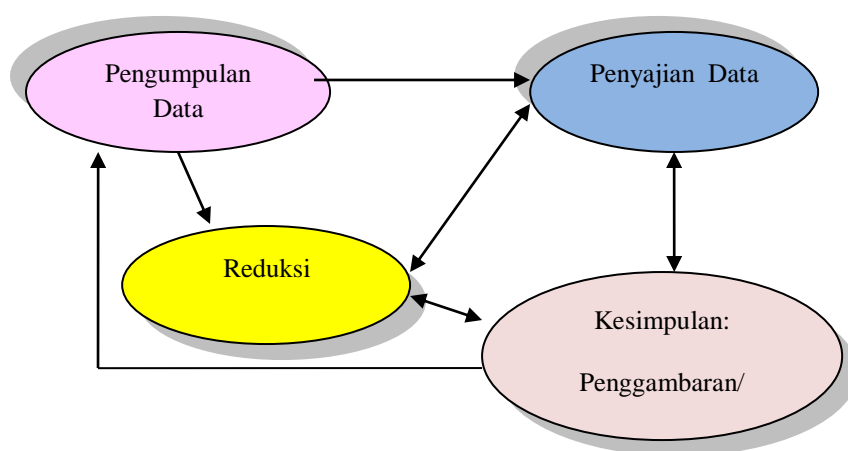 Pengumpulan
Data
Penyajian Data
Reduksi
Kesimpulan:
Penggambaran/